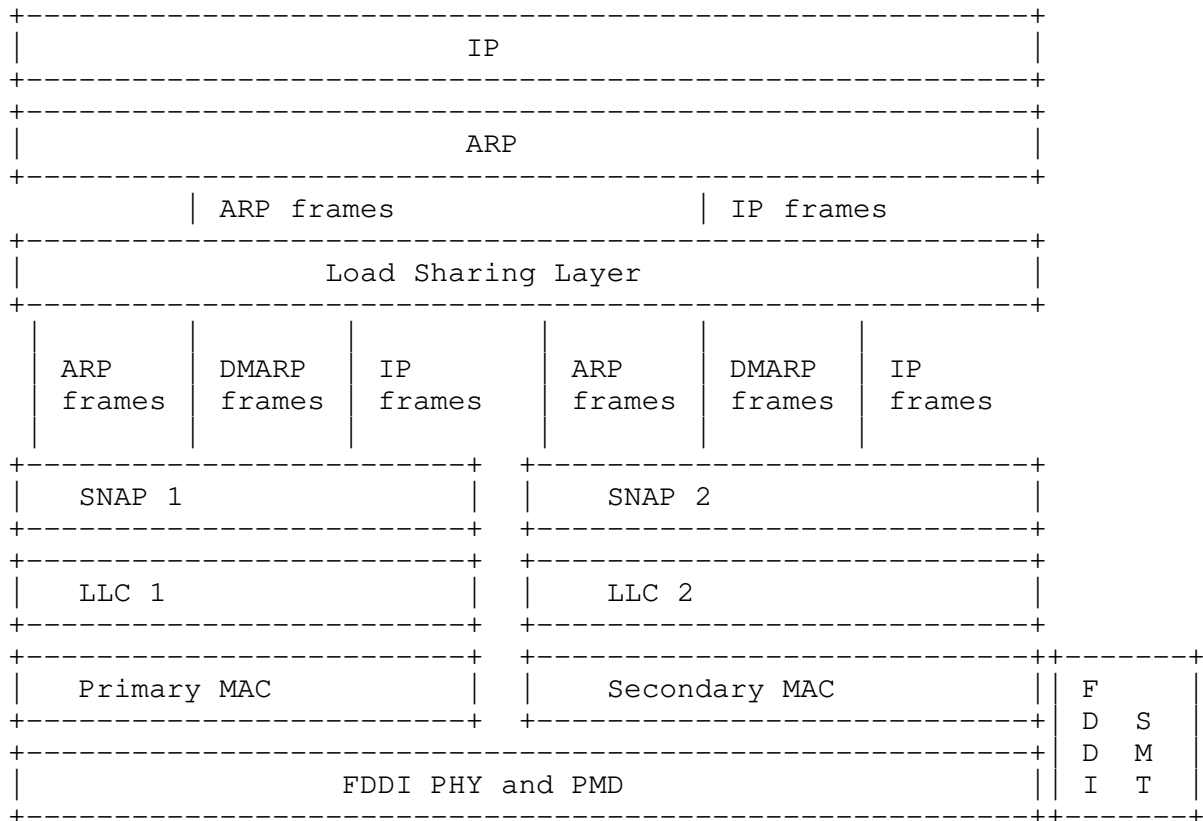 IP
ARP
ARP frames IP frames
Load Sharing Layer
ARP DMARP IP ARP DMARP IP
frames frames frames frames frames frames
SNAP 1 SNAP 2
LLC 1 LLC 2
Primary MAC Secondary MAC F
D S
D M
FDDI PHY and PMD I T